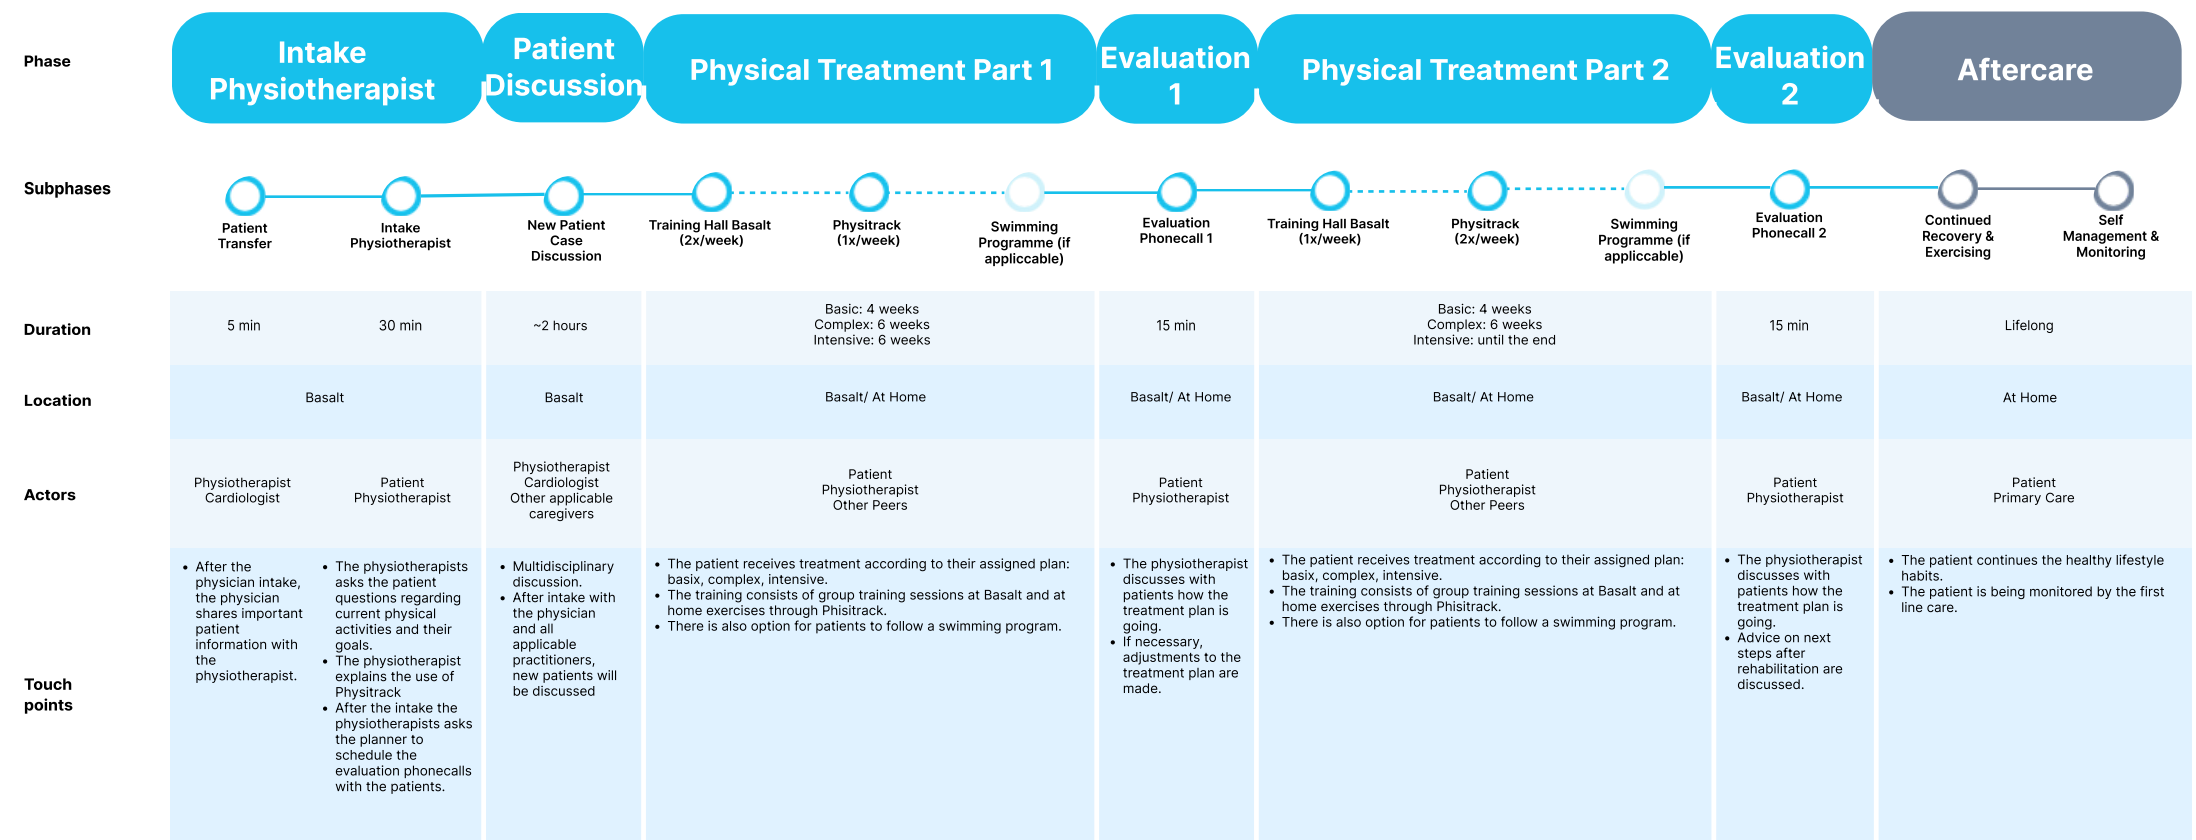 Phase
Intake
Physiotherapist
Patient
Discussion
Physical Treatment Part 1
Evaluation
1
Physical Treatment Part 2
Evaluation
2
Aftercare
Subphases
Patient
Transfer
Intake
Physiotherapist
New Patient
Case
Discussion
Training Hall Basalt
(2x/week)
Physitrack
(1x/week)
Swimming
Programme (if
appliccable)
Evaluation
Phonecall 1
Training Hall Basalt
(1x/week)
Physitrack
(2x/week)
Swimming
Programme (if
appliccable)
Evaluation
Phonecall 2
Continued
Recovery &
Exercising
Self
Management &
Monitoring
Duration
5 min
30 min
~2 hours
Basic: 4 weeks
Complex: 6 weeks
Intensive: 6 weeks
15 min
Basic: 4 weeks
Complex: 6 weeks
Intensive: until the end
15 min
Lifelong
Location
Basalt
Basalt
Basalt/ At Home
Basalt/ At Home
Basalt/ At Home
Basalt/ At Home
At Home
Actors
Physiotherapist
Cardiologist
Patient
Physiotherapist
Physiotherapist
Cardiologist
Other applicable
caregivers
Patient
Physiotherapist
Other Peers
Patient
Physiotherapist
Patient
Physiotherapist
Other Peers
Patient
Physiotherapist
Patient
Primary Care
Touch
points
• After the
physician intake,
the physician
shares important
patient
information with
the
physiotherapist.
• The physiotherapists
asks the patient
questions regarding
current physical
activities and their
goals.
• The physiotherapist
explains the use of
Physitrack
• After the intake the
physiotherapists asks
the planner to
schedule the
evaluation phonecalls
with the patients.
• Multidisciplinary
discussion.
• After intake with
the physician
and all
applicable
practitioners,
new patients will
be discussed
• The patient receives treatment according to their assigned plan:
basix, complex, intensive.
• The training consists of group training sessions at Basalt and at
home exercises through Phisitrack.
• There is also option for patients to follow a swimming program.
• The physiotherapist
discusses with
patients how the
treatment plan is
going.
• If necessary,
adjustments to the
treatment plan are
made.
• The patient receives treatment according to their assigned plan:
basix, complex, intensive.
• The training consists of group training sessions at Basalt and at
home exercises through Phisitrack.
• There is also option for patients to follow a swimming program.
• The physiotherapist
discusses with
patients how the
treatment plan is
going.
• Advice on next
steps after
rehabilitation are
discussed.
• The patient continues the healthy lifestyle
habits.
• The patient is being monitored by the first
line care.